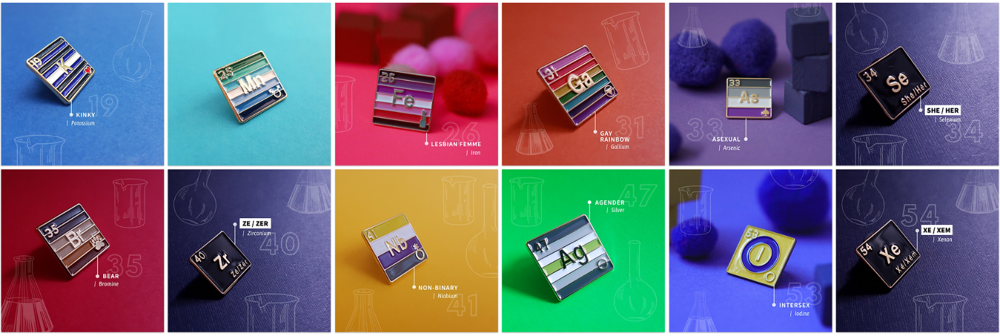 19
K
19
KINKY
| Potassium
25
Mn
26
Fe
26
LESBIAN FEMME
| Iron
31
Ga
31
GAY
RAINBOW
| Gallium
33
As
33
ASEXUAL
| Arsenic
34
Se
She/Her
SHE / HER
| Selenium
34
35
Br
35
BEAR
| Bromine
ZE / ZER
| Zirconium
40
40
Zr
Ze/Zer
41
Nb
NON-BINARY
| Niobium
41
47
AGENDER
| Silver
47
Ag
53
I
53
INTERSEX
| Iodine
54
XE / XEM
| Xenon
54
Xe
Xe/Xem